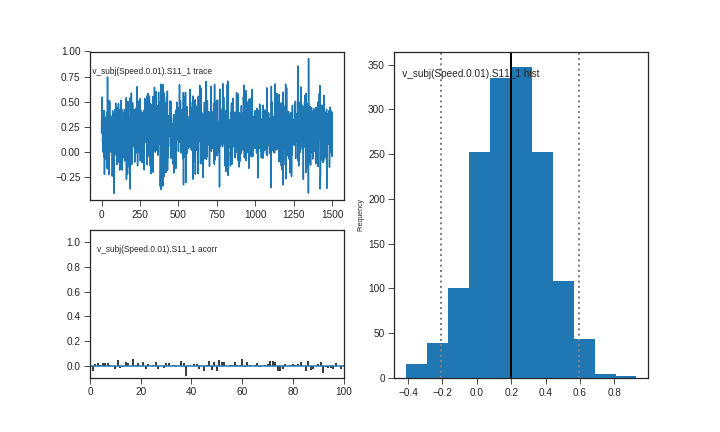 1.00
0.75
0.50
0.25
0.00
−0.25
v_subj(Speed.0.01).S11_1 trace
0 250 500 750 1000 1250 1500
1.0
0.8
0.6
0.4
0.2
0.0
v_subj(Speed.0.01).S11_1 acorr
0 20 40 60 80 100
Frequency
350
300
250
200
150
100
50
0
v_subj(Speed.0.01).S11_1 hist
−0.4 −0.2 0.0 0.2 0.4 0.6 0.8